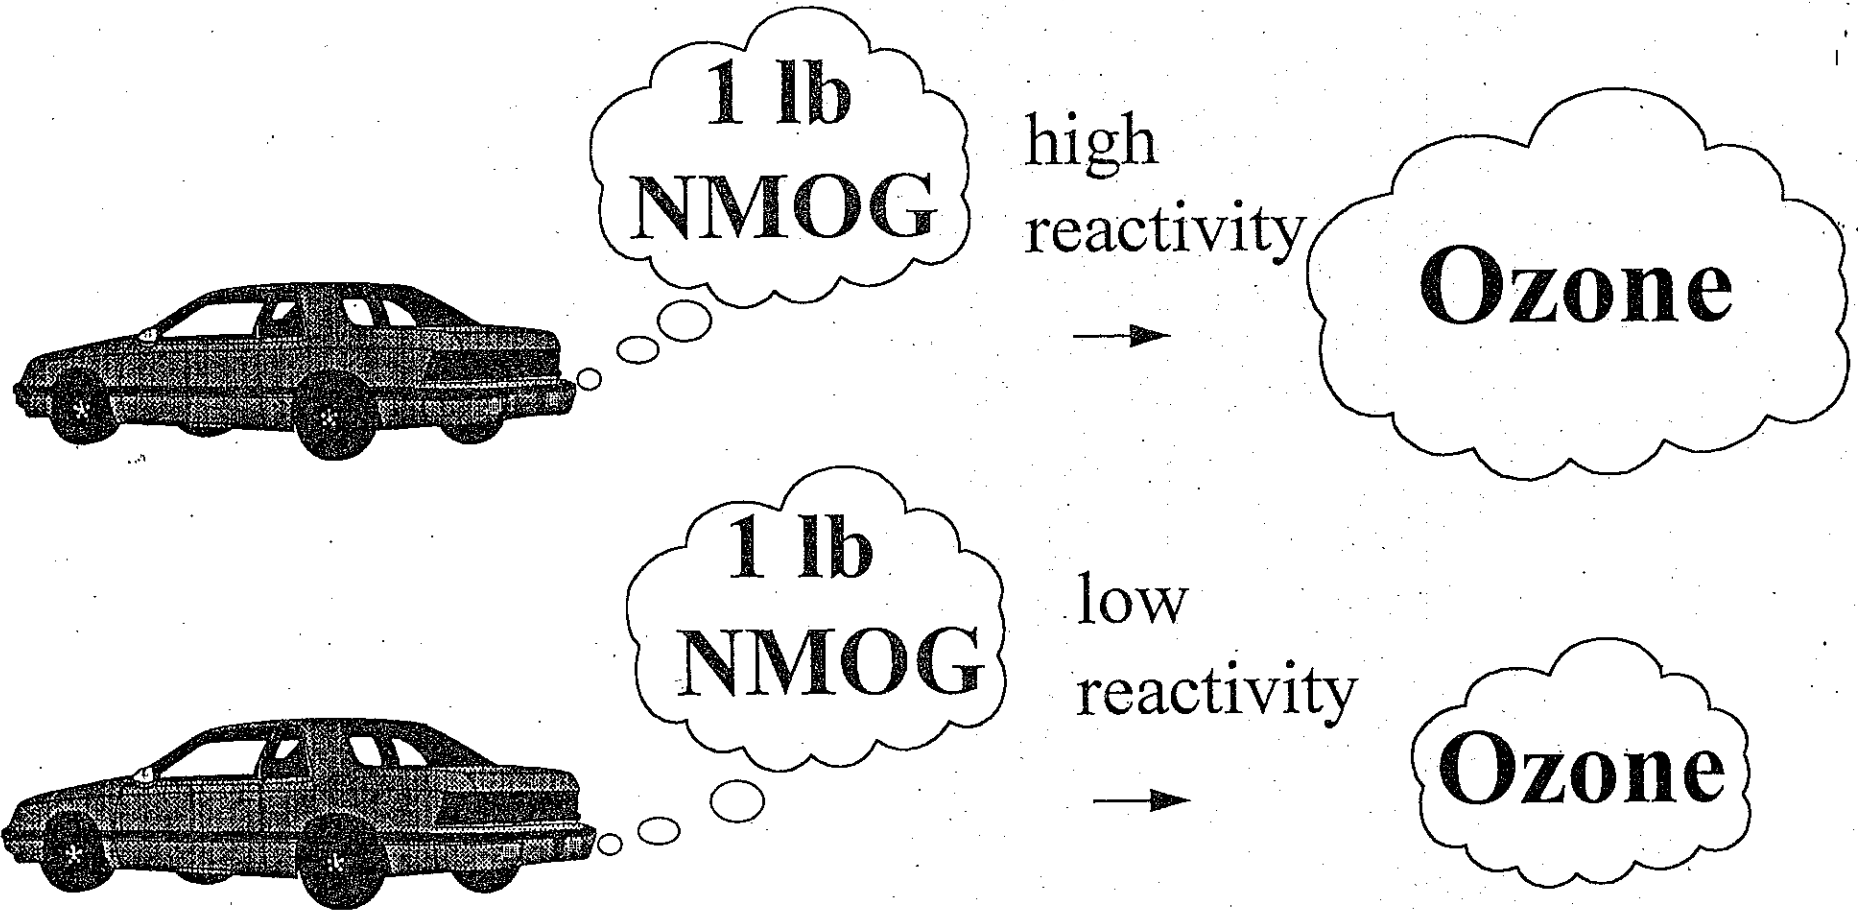 1 lb
NMOG
high
reactivity
Ozone
1 lb
NMOG
low
reactivity
Ozone